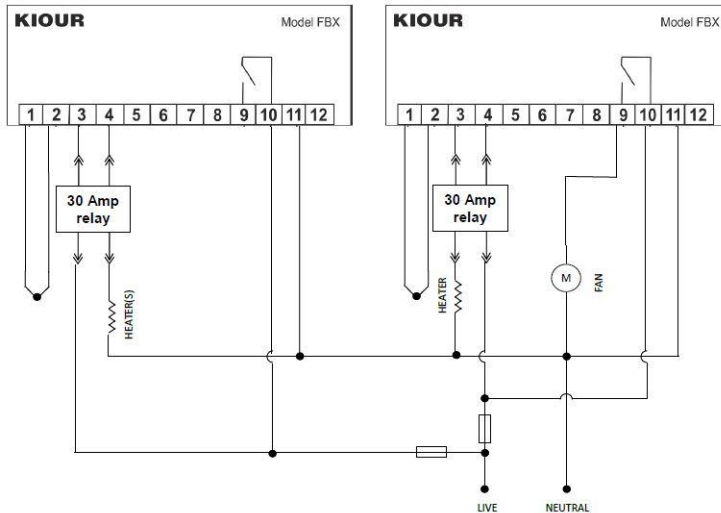 KIOUR Model FBX
1 2 3 4 5 6 7 8 9 10 11 12
30 Amp
relay
HEATER(S)
KIOUR Model FBX
1 2 3 4 5 6 7 8 9 10 11 12
30 Amp
relay
HEATER
M
FAN
LIVE
NEUTRAL